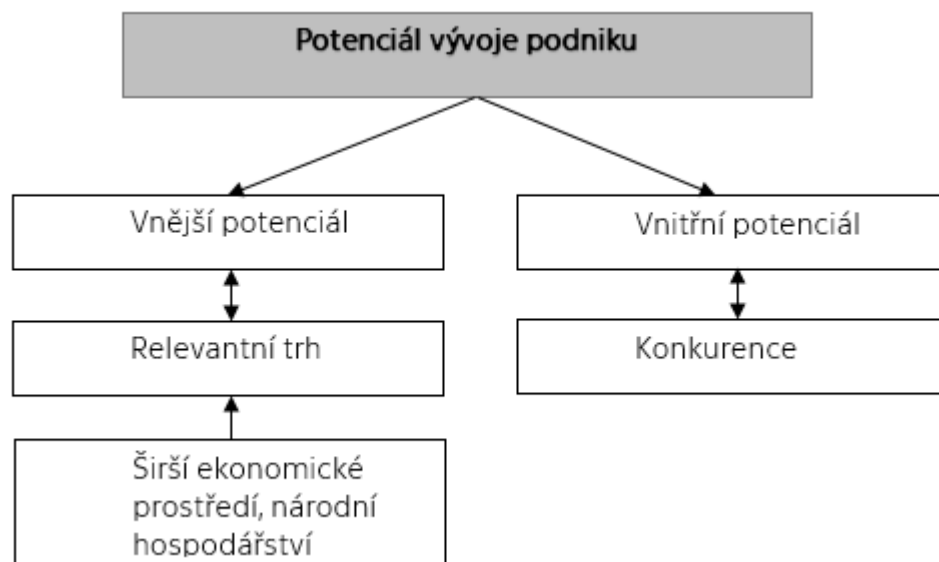 Potenciál vývoje podniku
Vnější potenciál
Vnitřní potenciál
Relevantní trh
Konkurence
Širší ekonomické
prostředí, národní
hospodářství